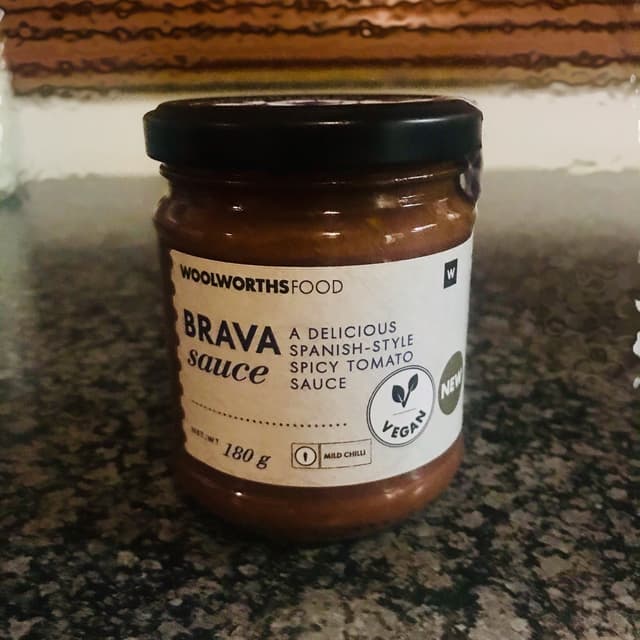 WOOLWORTHSFOOD
W
BRAVA
sauce
A DELICIOUS
SPANISH-STYLE
SPICY TOMATO
SAUCE
VEGAN
NEW
NET/WT 180 g
MILD CHILLI